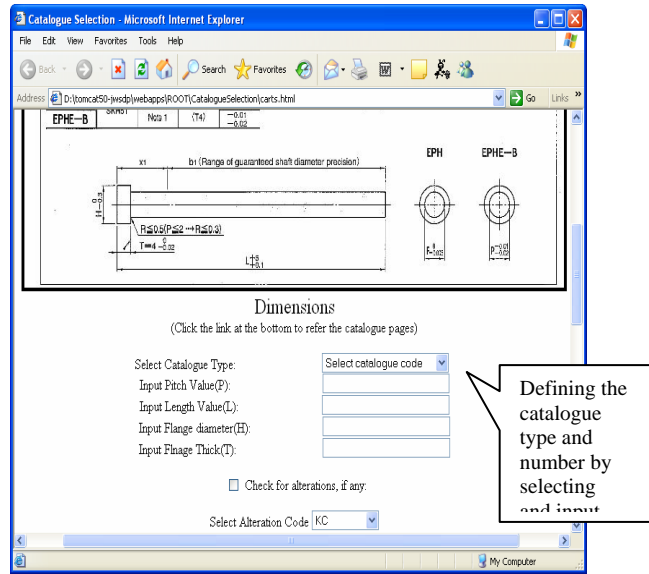 Catalogue Selection - Microsoft Internet Explorer
File Edit View Favorites Tools Help
Back Search Favorites
Address D:\tomcat50-jwsdp\webapps\ROOT\CatalogueSelection\carts.html Go Links »
EPHE—B SKH51 Note 1 (T4) −0.01 −0.02
x1 b1 (Range of guaranteed shaft diameter precision) EPH EPHE—B
R≦0.5(P≦2 ⋯→R≦0.3)
T=4
Dimensions
(Click the link at the bottom to refer the catalogue pages)
Select Catalogue Type: Select catalogue code
Input Pitch Value(P):
Input Length Value(L):
Input Flange diameter(H):
Input Flnage Thick(T):
Check for alterations, if any:
Select Alteration Code KC
My Computer
Defining the
catalogue
type and
number by
selecting
and input